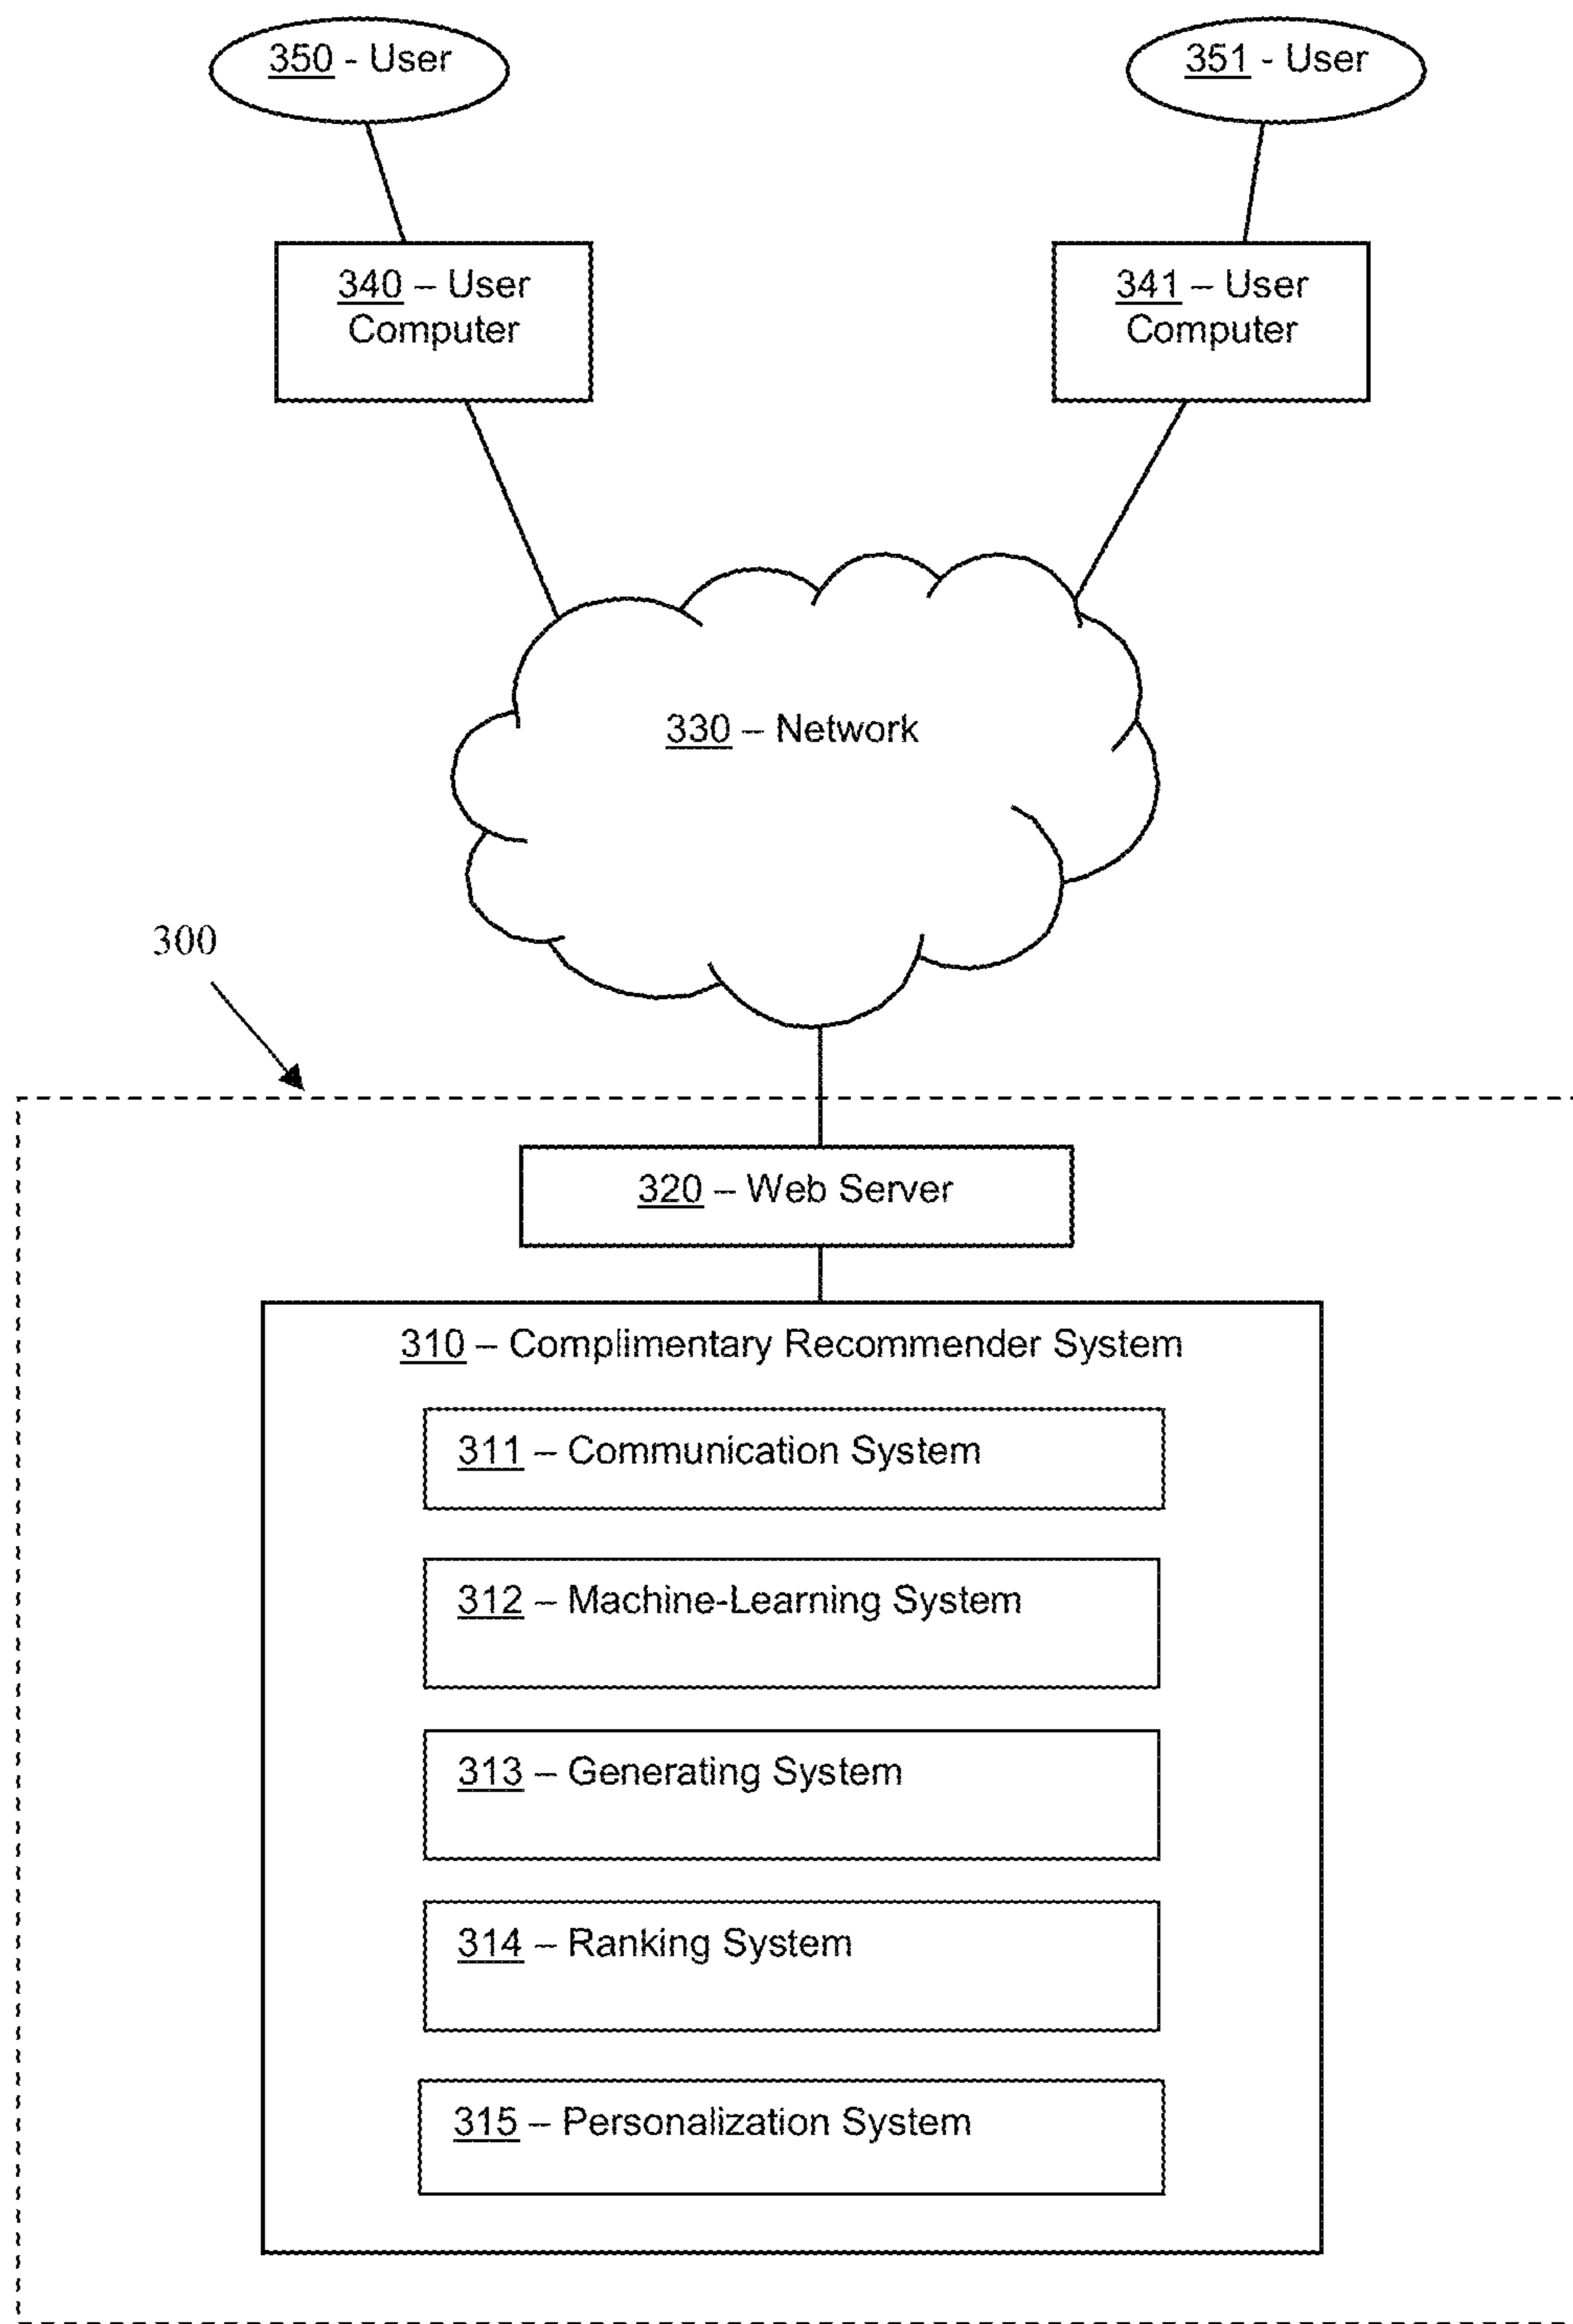 350 - User
351 - User
340 – User
Computer
341 – User
Computer
330 – Network
300
320 – Web Server
310 – Complimentary Recommender System
311 – Communication System
312 – Machine-Learning System
313 – Generating System
314 – Ranking System
315 – Personalization System